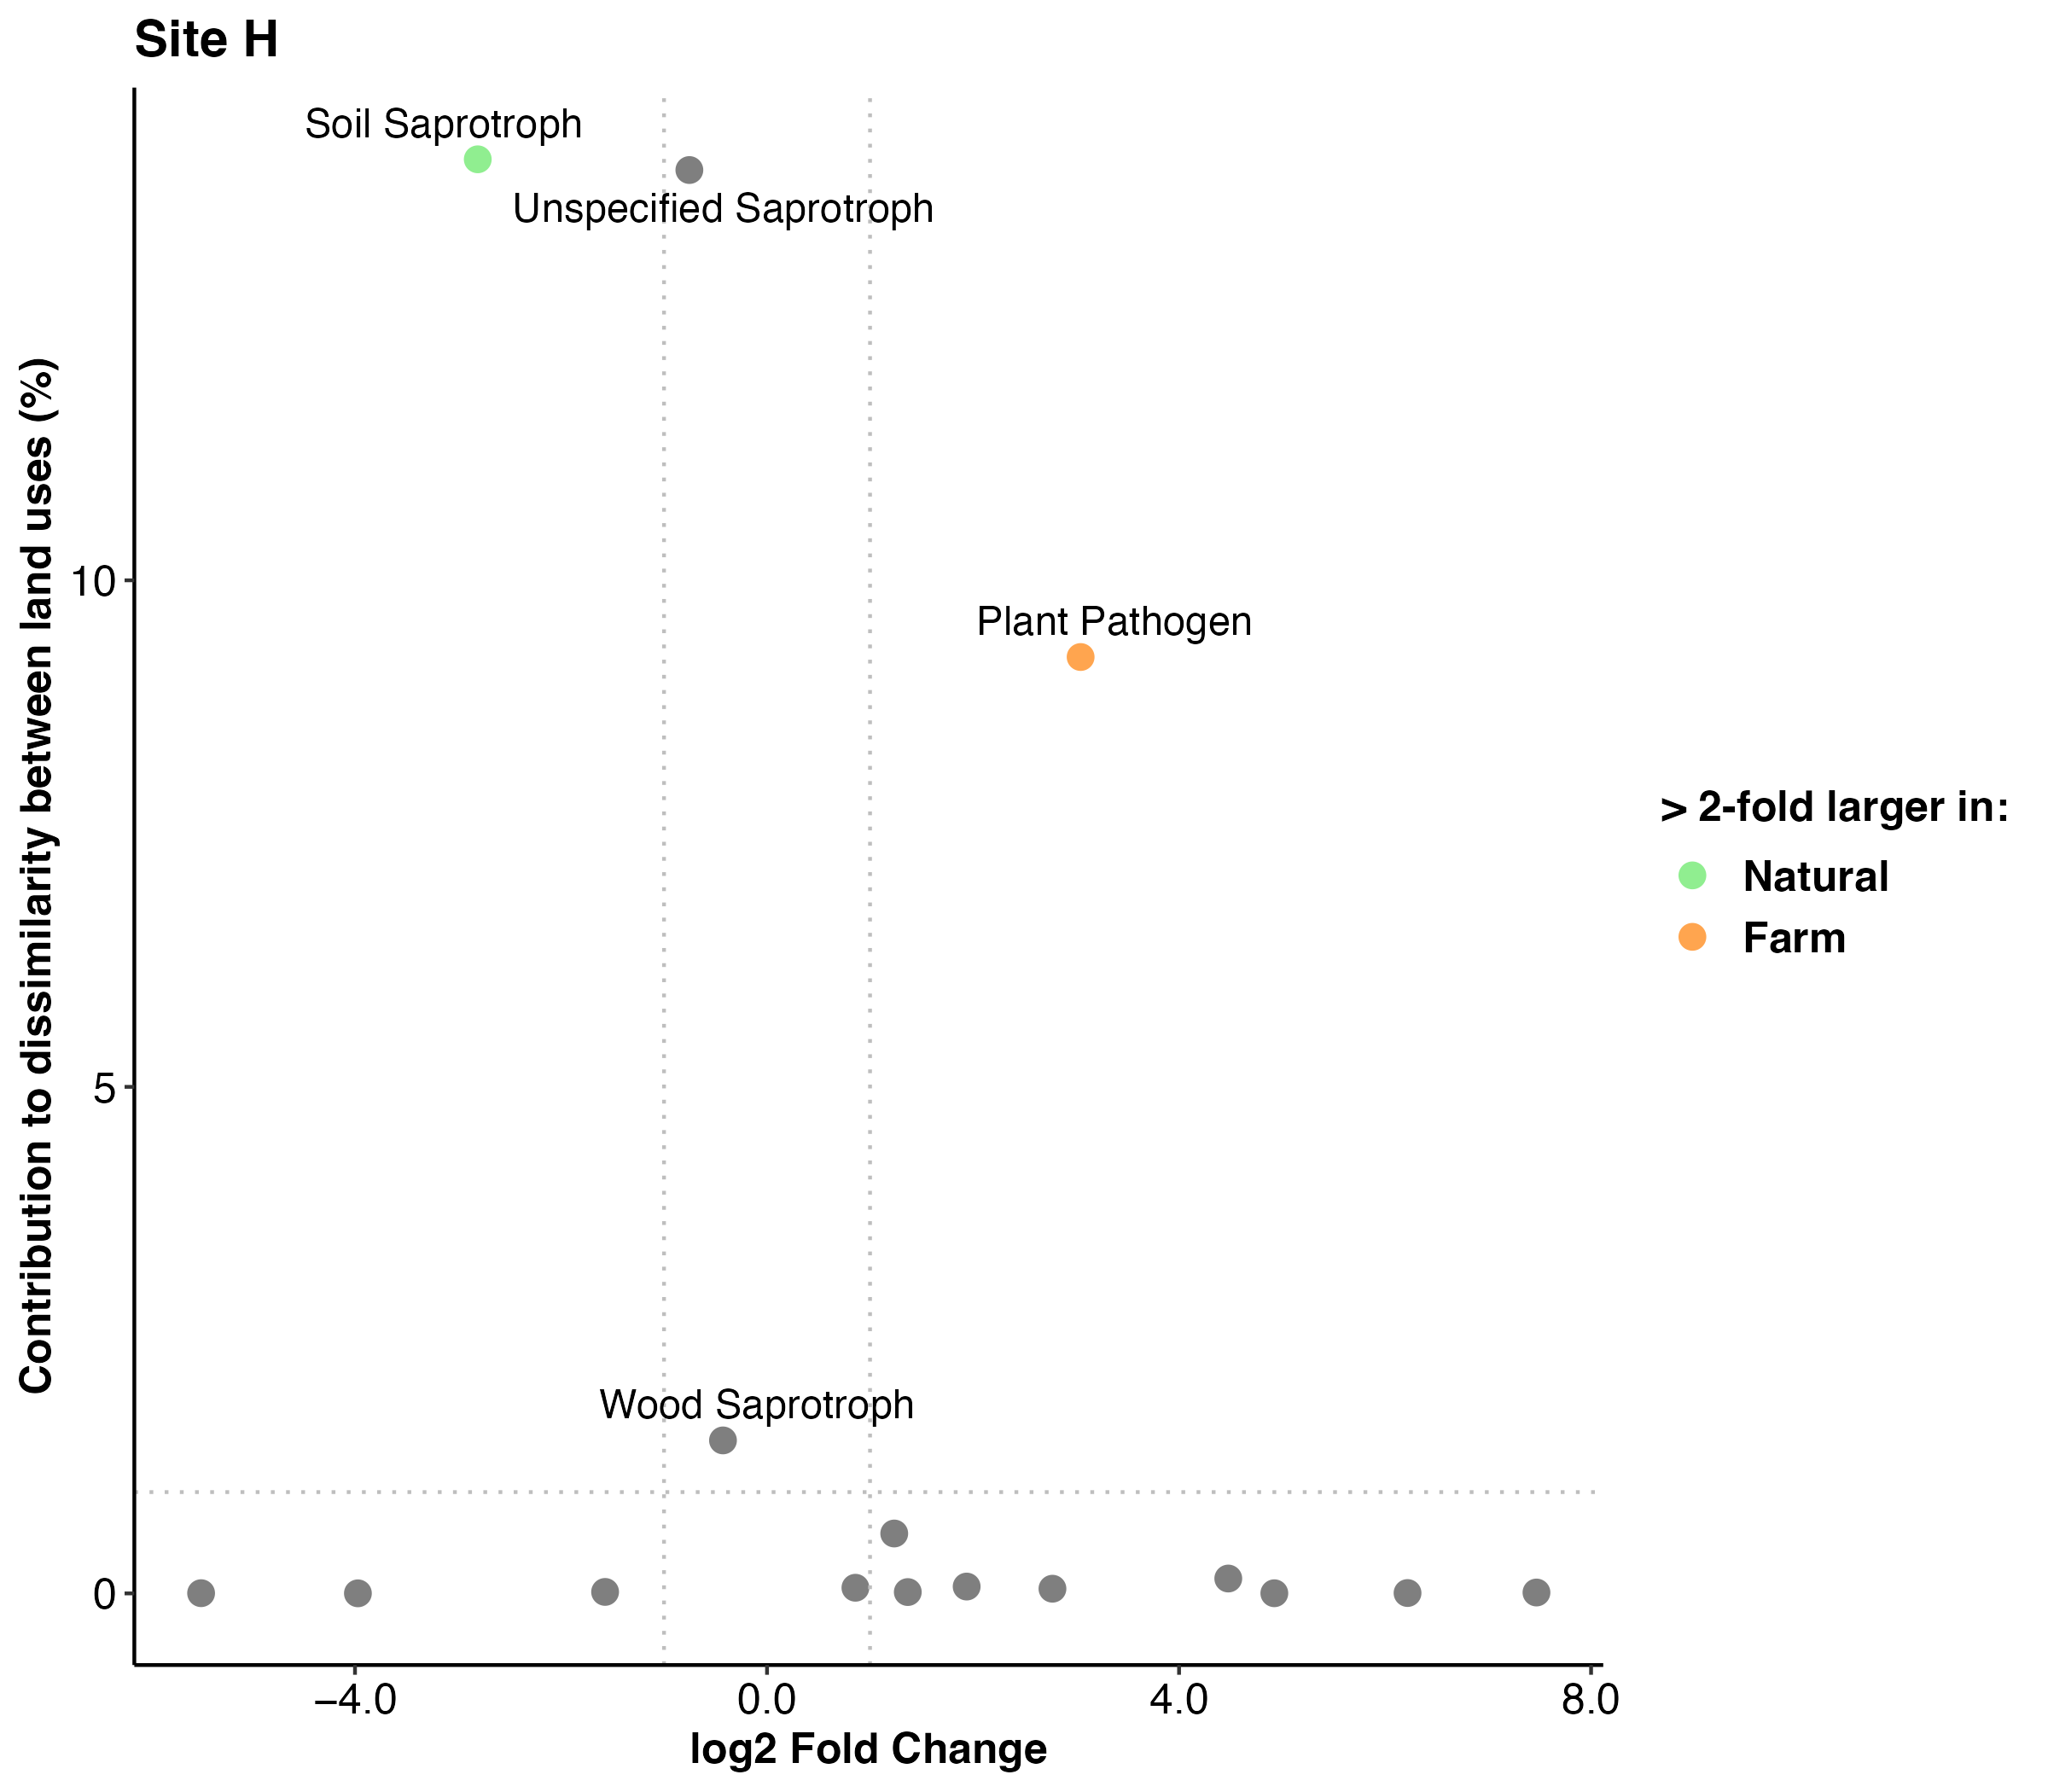 Site H
Soil Saprotroph
Unspecified Saprotroph
Plant Pathogen
Wood Saprotroph
Contribution to dissimilarity between land uses (%)
10
5
0
−4.0
0.0
4.0
8.0
log2 Fold Change
> 2-fold larger in:
Natural
Farm